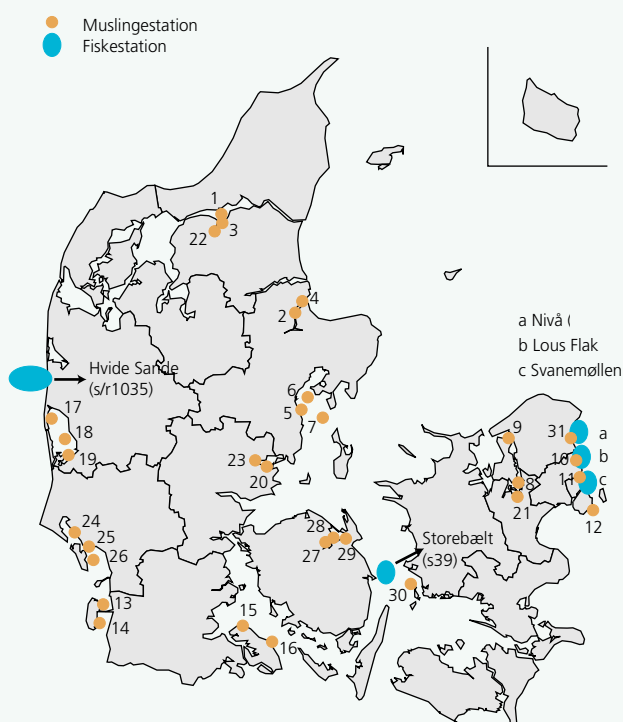 Muslingestation
Fiskestation
1
3
22
4
2
a Nivå (
b Lous Flak
c Svanemøllen
Hvide Sande
(s/r1035)
6
5
7
17
18
19
9
31
a
10
b
11
c
8
21
12
23
20
24
25
26
28
27
29
Storebælt
(s39)
30
13
14
15
16